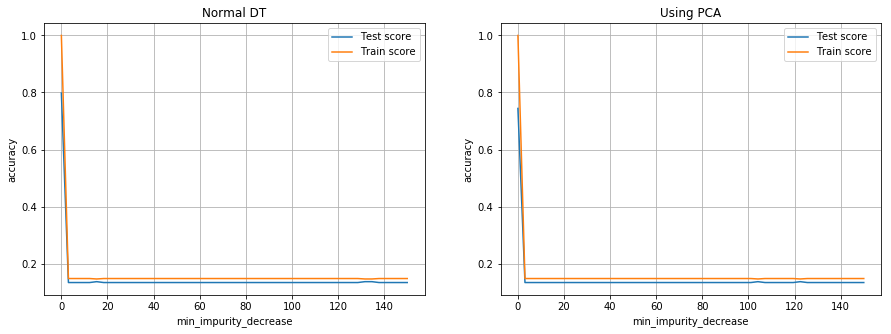 Normal DT
Test score
Train score
1.0
0.8
0.6
0.4
0.2
accuracy
0 20 40 60 80 100 120 140
min_impurity_decrease
Using PCA
Test score
Train score
1.0
0.8
0.6
0.4
0.2
accuracy
0 20 40 60 80 100 120 140
min_impurity_decrease